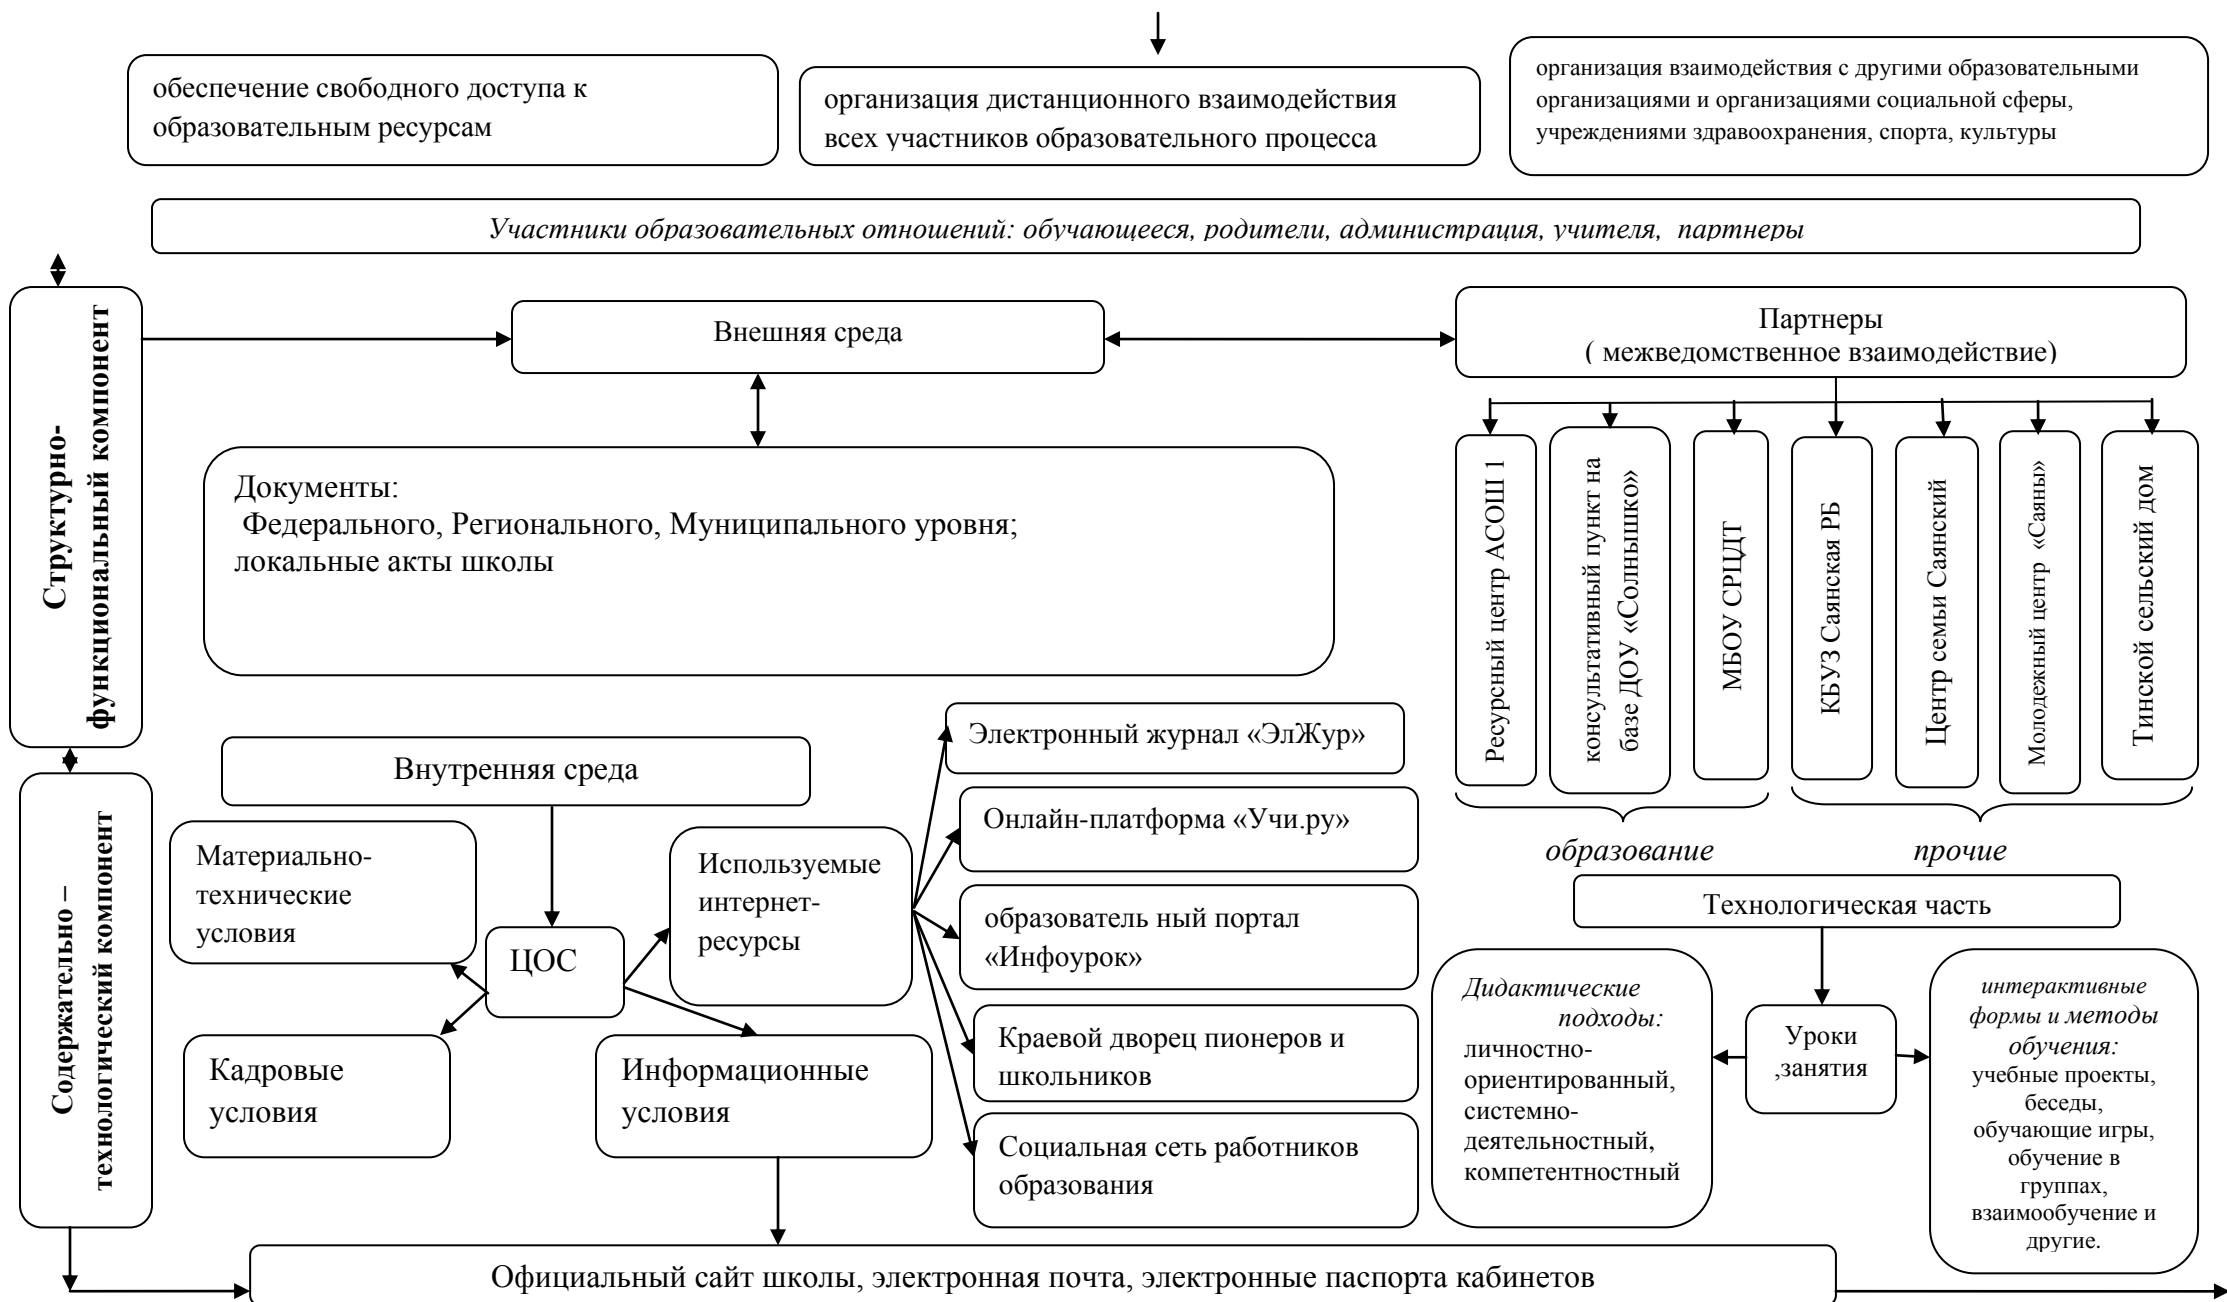 обеспечение свободного доступа к
образовательным ресурсам
организация дистанционного взаимодействия
всех участников образовательного процесса
организация взаимодействия с другими образовательными
организациями и организациями социальной сферы,
учреждениями здравоохранения, спорта, культуры
Участники образовательных отношений: обучающееся, родители, администрация, учителя, партнеры
Структурно-
функциональный компонент
Внешняя среда
Партнеры
( межведомственное взаимодействие)
Документы:
Федерального, Регионального, Муниципального уровня;
локальные акты школы
Ресурсный центр АСОШ 1
консультативный пункт на
базе ДОУ «Солнышко»
МБОУ СРЦДТ
КБУЗ Саянская РБ
Центр семьи Саянский
Молодежный центр «Саяны»
Тинской сельский дом
образование
прочие
Содержательно –
технологический компонент
Внутренняя среда
Материально-
технические
условия
ЦОС
Используемые
интернет-
ресурсы
Кадровые
условия
Информационные
условия
Электронный журнал «ЭлЖур»
Онлайн-платформа «Учи.ру»
образователь ный портал
«Инфоурок»
Краевой дворец пионеров и
школьников
Социальная сеть работников
образования
Технологическая часть
Дидактические
подходы:
личностно-
ориентированный,
системно-
деятельностный,
компетентностный
Уроки
,занятия
интерактивные
формы и методы
обучения:
учебные проекты,
беседы,
обучающие игры,
обучение в
группах,
взаимообучение и
другие.
Официальный сайт школы, электронная почта, электронные паспорта кабинетов